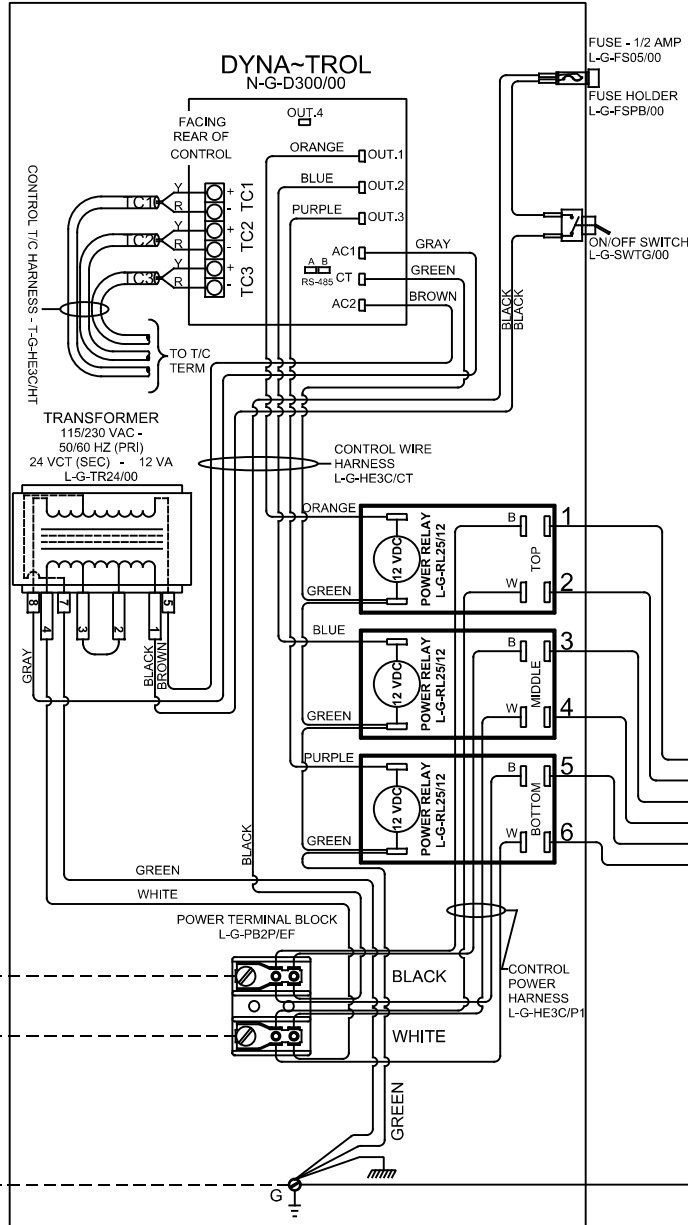 FUSE - 1/2 AMP
L-G-FS05/00
FUSE HOLDER
L-G-FSPB/00
DYNA~TROL
N-G-D300/00
OUT.4
FACING
REAR OF
CONTROL
ORANGE
OUT.1
BLUE
OUT.2
PURPLE
OUT.3
TC1
Y
R
+
-
TC1
TC2
Y
R
+
-
TC2
TC3
Y
R
+
-
TC3
AC1
GRAY
A B
RS-485
CT
GREEN
AC2
BROWN
ON/OFF SWITCH
L-G-SWTG/00
BLACK
BLACK
CONTROL T/C HARNESS - T-G-HE3C/HT
TO T/C
TERM
TRANSFORMER
115/230 VAC -
50/60 HZ (PRI)
24 VCT (SEC) - 12 VA
L-G-TR24/00
CONTROL WIRE
HARNESS
L-G-HE3C/CT
8
4
7
3
2
1
5
GRAY
BLACK
BROWN
ORANGE
GREEN
12 VDC
POWER RELAY
L-G-RL25/12
B
W
TOP
1
2
BLUE
GREEN
12 VDC
POWER RELAY
L-G-RL25/12
B
W
MIDDLE
3
4
PURPLE
GREEN
12 VDC
POWER RELAY
L-G-RL25/12
B
W
BOTTOM
5
6
BLACK
GREEN
WHITE
POWER TERMINAL BLOCK
L-G-PB2P/EF
BLACK
WHITE
CONTROL
POWER
HARNESS
L-G-HE3C/P1
GREEN
G